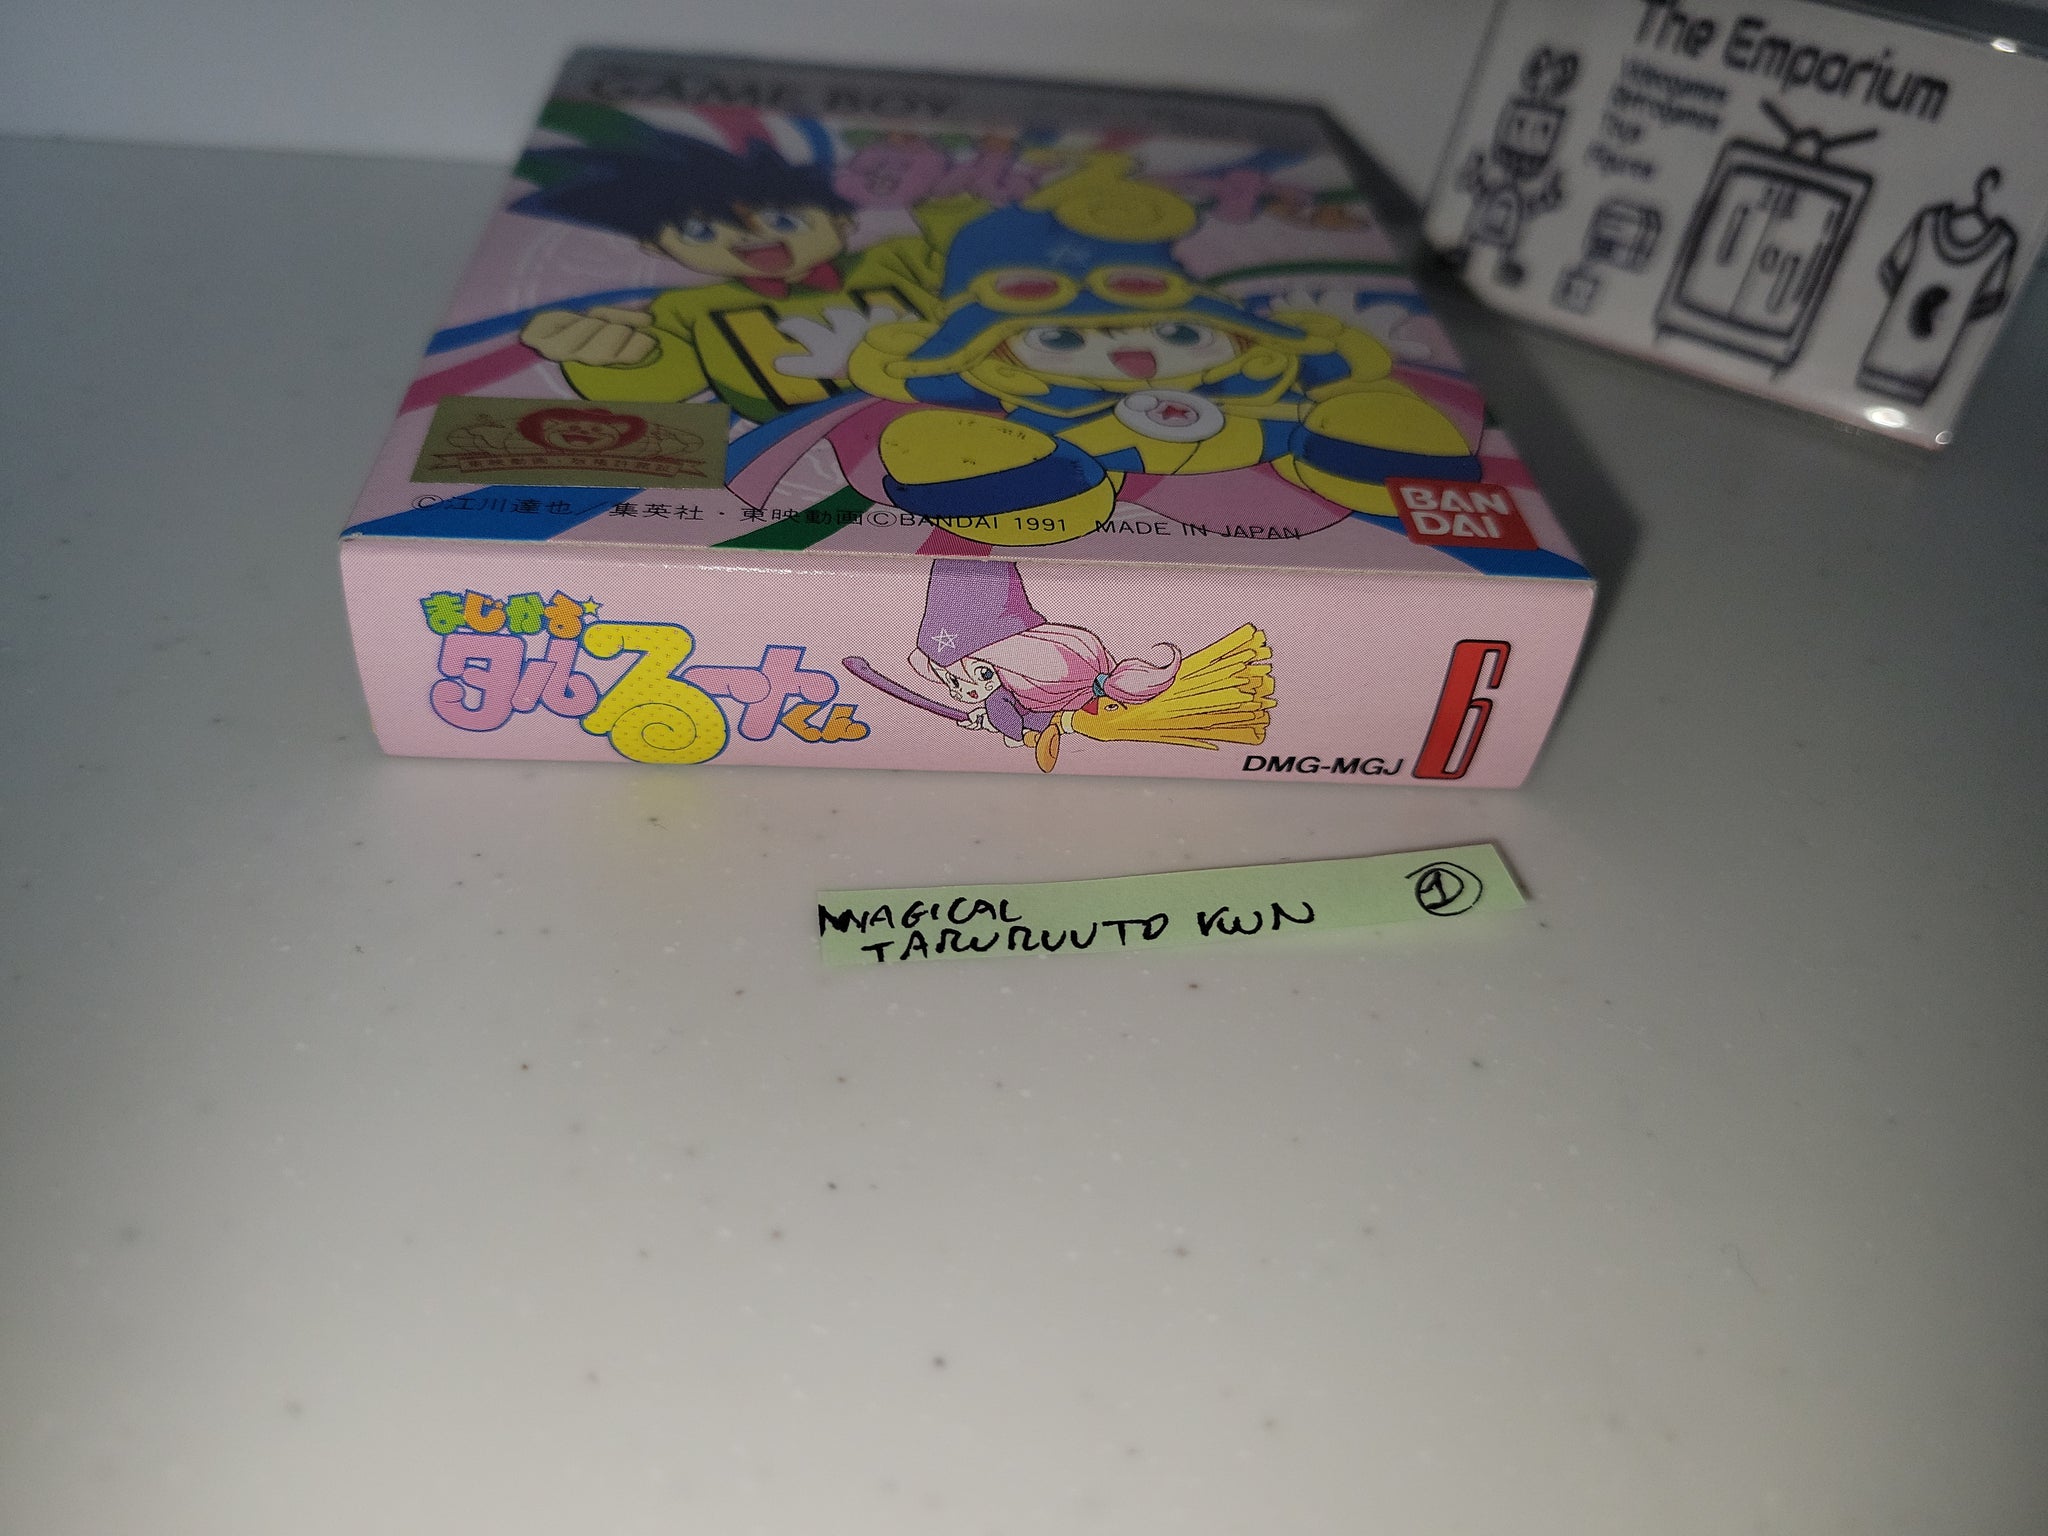 The Emporium
GAME BOY
©江川達也／集英社・東映動画©BANDAI 1991 MADE IN JAPAN
BAN
DAI
まじかる☆
タルるートくん
DMG-MGJ
6
MAGICAL
TARURUUTO KUN
1